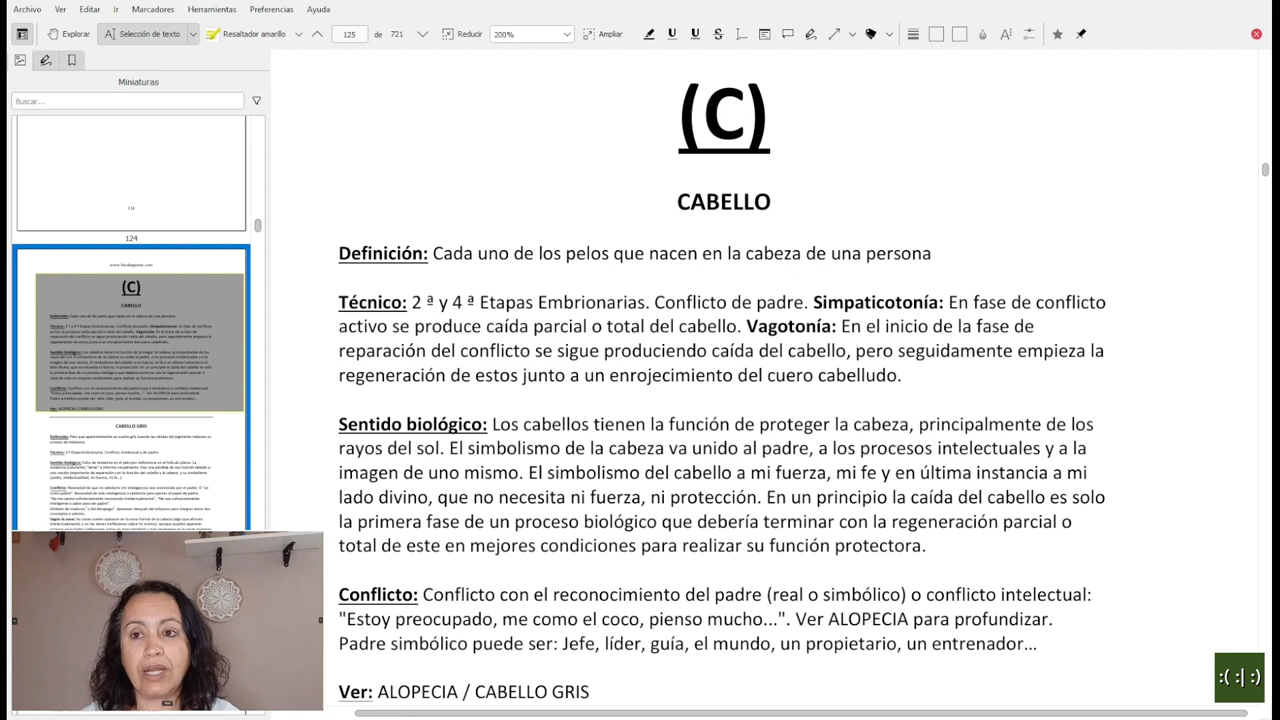 Archivo Ver Editar Ir Marcadores Herramientas Preferencias Ayuda
Explorar Selección de texto Resaltador amarillo 125 de 721 Reducir 200% Ampliar
Miniaturas
Buscar...
124
124
www.biodespertar.com
(C)
CABELLO
Definición: Cada uno de los pelos que nacen en la cabeza de una persona
Técnico: 2 ª y 4 ª Etapas Embrionarias. Conflicto de padre. Simpaticotonía: En fase de conflicto
activo se produce caída parcial o total del cabello. Vagotonía: En el inicio de la fase de
reparación del conflicto se sigue produciendo caída del cabello, pero seguidamente empieza la
regeneración de este junto a un enrojecimiento del cuero cabelludo.
Sentido biológico: Los cabellos tienen la función de proteger la cabeza, principalmente de los
rayos del sol. El simbolismo de la cabeza va unido al padre, a los procesos intelectuales y a la
imagen de uno mismo. El simbolismo del cabello a mi fuerza, mi fe y en última instancia a mi
lado divino, que no necesita ni fuerza, ni protección. En un principio la caída del cabello es solo
la primera fase de un proceso biológico que debería terminar con la regeneración parcial o
total de este en mejores condiciones para realizar su función protectora.
Conflicto: Conflicto con el reconocimiento del padre (real o simbólico) o conflicto intelectual:
"Estoy preocupado, me como el coco, pienso mucho...". Ver ALOPECIA para profundizar.
Padre simbólico puede ser: Jefe, líder, guía, el mundo, un propietario, un entrenador...
Ver: ALOPECIA / CABELLO GRIS
CABELLO GRIS
:( :| :)